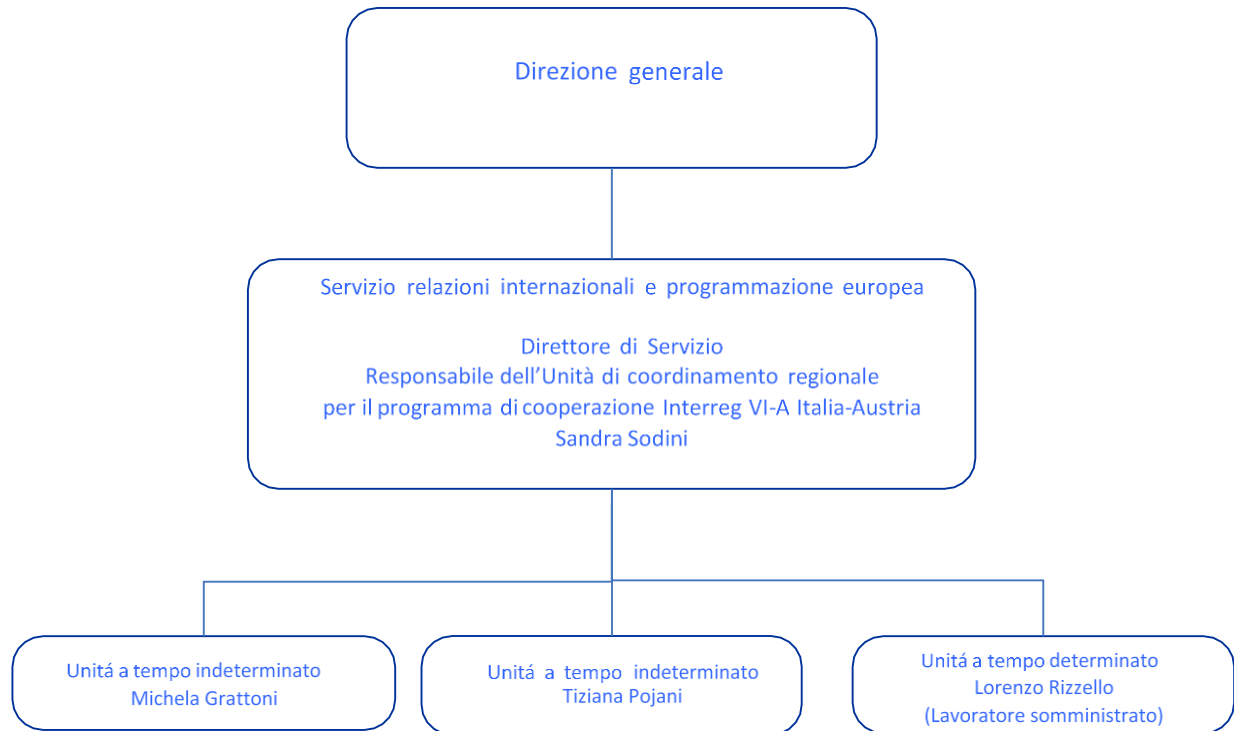 Direzione generale
Servizio relazioni internazionali e programmazione europea
Direttore di Servizio
Responsabile dell’Unità di coordinamento regionale
per il programma di cooperazione Interreg VI-A Italia-Austria
Sandra Sodini
Unitá a tempo indeterminato
Michela Grattoni
Unitá a tempo indeterminato
Tiziana Pojani
Unitá a tempo determinato
Lorenzo Rizzello
(Lavoratore somministrato)